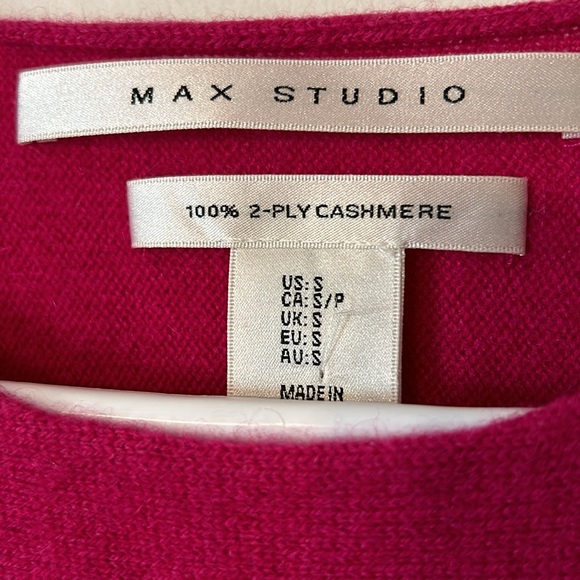 MAX STUDIO
100% 2-PLY CASHMERE
US: S
CA: S/P
UK: S
EU: S
AU: S
MADE IN